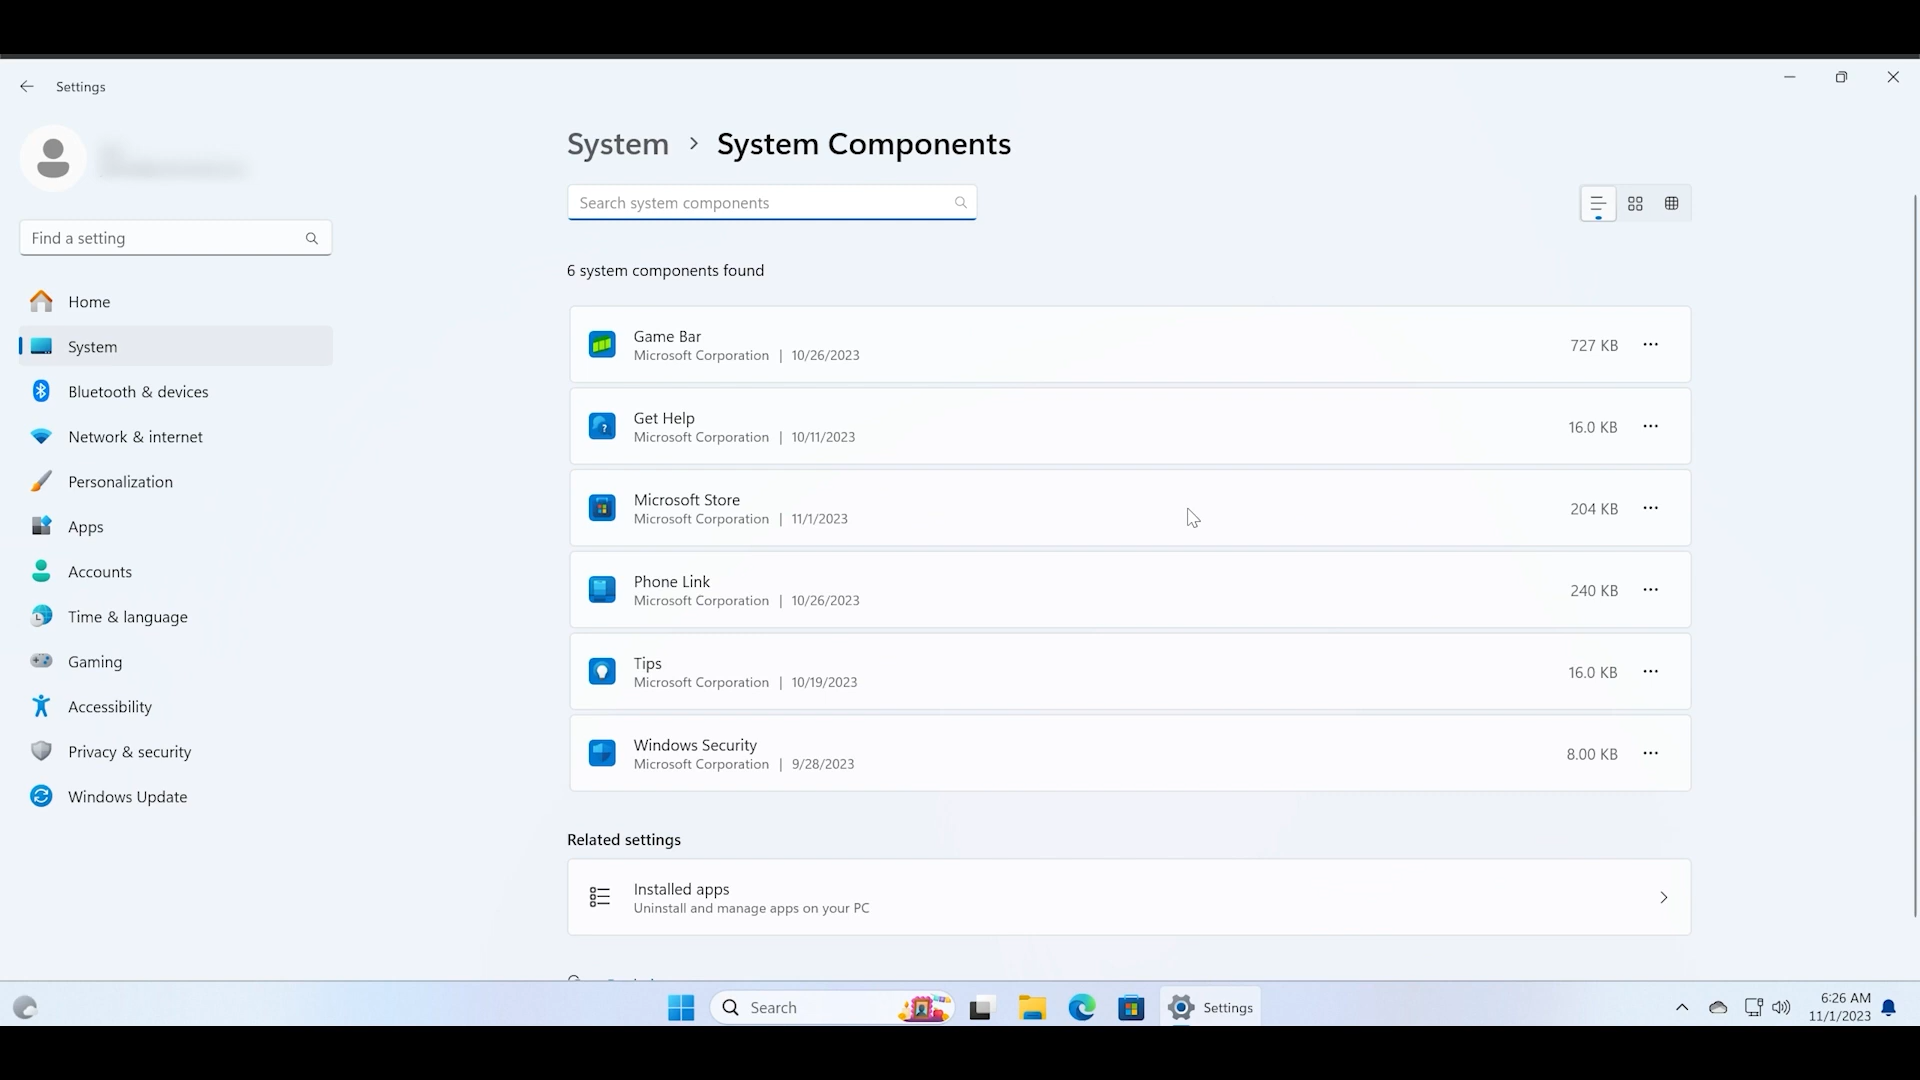 Settings
System > System Components
Search system components
Find a setting
6 system components found
Home
System
Bluetooth & devices
Network & internet
Personalization
Apps
Accounts
Time & language
Gaming
Accessibility
Privacy & security
Windows Update
Game Bar
Microsoft Corporation | 10/26/2023
727 KB
Get Help
Microsoft Corporation | 10/11/2023
16.0 KB
Microsoft Store
Microsoft Corporation | 11/1/2023
204 KB
Phone Link
Microsoft Corporation | 10/26/2023
240 KB
Tips
Microsoft Corporation | 10/19/2023
16.0 KB
Windows Security
Microsoft Corporation | 9/28/2023
8.00 KB
Related settings
Installed apps
Uninstall and manage apps on your PC
Search
Settings
6:26 AM
11/1/2023